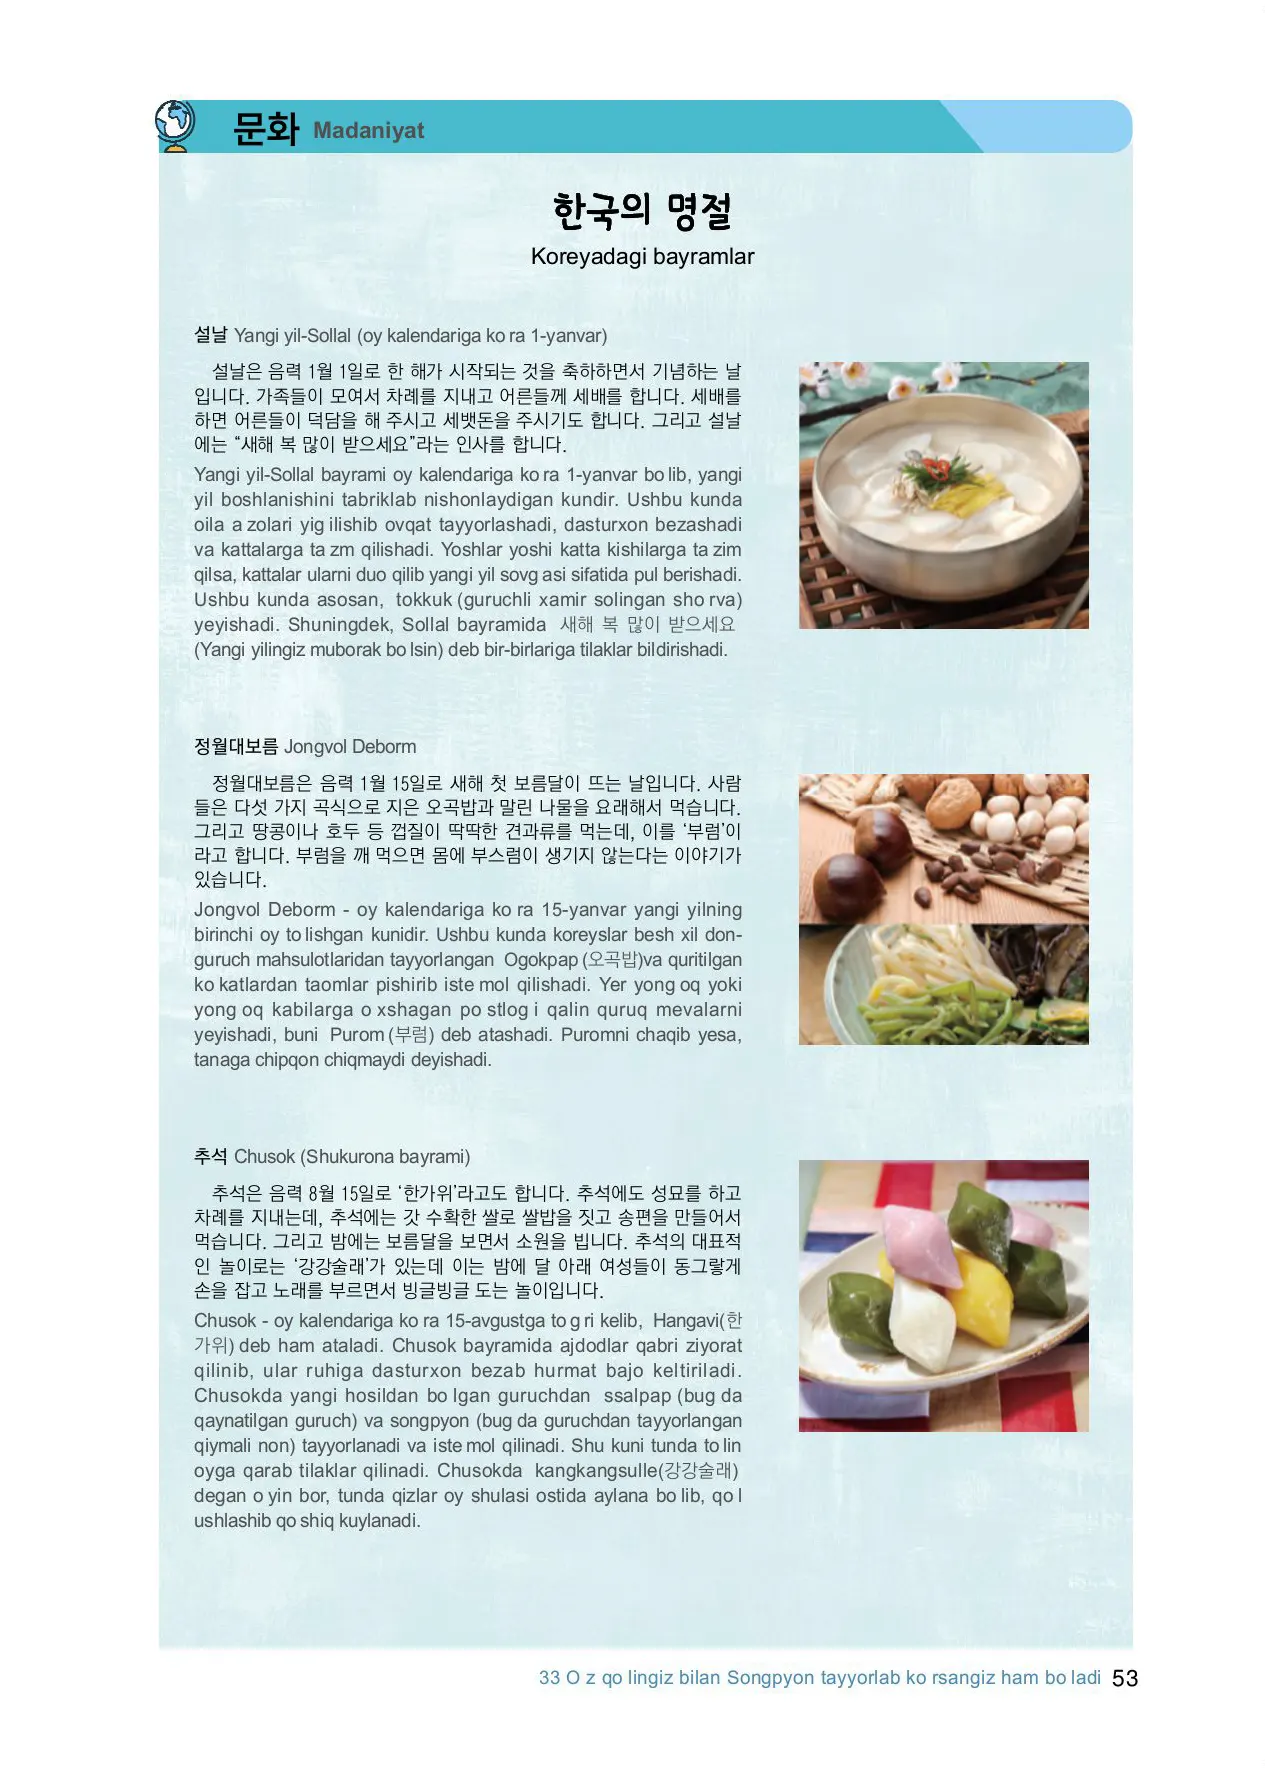 문화 Madaniyat
한국의 명절
Koreyadagi bayramlar
설날 Yangi yil-Sollal (oy kalendariga ko ra 1-yanvar)
설날은 음력 1월 1일로 한 해가 시작되는 것을 축하하면서 기념하는 날
입니다. 가족들이 모여서 차례를 지내고 어른들께 세배를 합니다. 세배를
하면 어른들이 덕담을 해 주시고 세뱃돈을 주시기도 합니다. 그리고 설날
에는 “새해 복 많이 받으세요”라는 인사를 합니다.
Yangi yil-Sollal bayrami oy kalendariga ko ra 1-yanvar bo lib, yangi
yil boshlanishini tabriklab nishonlaydigan kundir. Ushbu kunda
oila a zolari yig ilishib ovqat tayyorlashadi, dasturxon bezashadi
va kattalarga ta zm qilishadi. Yoshlar yoshi katta kishilarga ta zim
qilsa, kattalar ularni duo qilib yangi yil sovg asi sifatida pul berishadi.
Ushbu kunda asosan, tokkuk (guruchli xamir solingan sho rva)
yeyishadi. Shuningdek, Sollal bayramida 새해 복 많이 받으세요
(Yangi yilingiz muborak bo lsin) deb bir-birlariga tilaklar bildirishadi.
정월대보름 Jongvol Deborm
정월대보름은 음력 1월 15일로 새해 첫 보름달이 뜨는 날입니다. 사람
들은 다섯 가지 곡식으로 지은 오곡밥과 말린 나물을 요래해서 먹습니다.
그리고 땅콩이나 호두 등 껍질이 딱딱한 견과류를 먹는데, 이를 ‘부럼’이
라고 합니다. 부럼을 깨 먹으면 몸에 부스럼이 생기지 않는다는 이야기가
있습니다.
Jongvol Deborm - oy kalendariga ko ra 15-yanvar yangi yilning
birinchi oy to lishgan kunidir. Ushbu kunda koreyslar besh xil don-
guruch mahsulotlaridan tayyorlangan Ogokpap (오곡밥)va quritilgan
ko katlardan taomlar pishirib iste mol qilishadi. Yer yong oq yoki
yong oq kabilarga o xshagan po stlog i qalin quruq mevalarni
yeyishadi, buni Purom (부럼) deb atashadi. Puromni chaqib yesa,
tanaga chipqon chiqmaydi deyishadi.
추석 Chusok (Shukurona bayrami)
추석은 음력 8월 15일로 ‘한가위’라고도 합니다. 추석에도 성묘를 하고
차례를 지내는데, 추석에는 갓 수확한 쌀로 쌀밥을 짓고 송편을 만들어서
먹습니다. 그리고 밤에는 보름달을 보면서 소원을 빕니다. 추석의 대표적
인 놀이로는 ‘강강술래’가 있는데 이는 밤에 달 아래 여성들이 동그랗게
손을 잡고 노래를 부르면서 빙글빙글 도는 놀이입니다.
Chusok - oy kalendariga ko ra 15-avgustga to g ri kelib, Hangavi(한
가위) deb ham ataladi. Chusok bayramida ajdodlar qabri ziyorat
qilinib, ular ruhiga dasturxon bezab hurmat bajo keltiriladi.
Chusokda yangi hosildan bo lgan guruchdan ssalpap (bug da
qaynatilgan guruch) va songpyon (bug da guruchdan tayyorlangan
qiymali non) tayyorlanadi va iste mol qilinadi. Shu kuni tunda to lin
oyga qarab tilaklar qilinadi. Chusokda kangkangsulle(강강술래)
degan o yin bor, tunda qizlar oy shulasi ostida aylana bo lib, qo l
ushlashib qo shiq kuylanadi.
33 O z qo lingiz bilan Songpyon tayyorlab ko rsangiz ham bo ladi 53